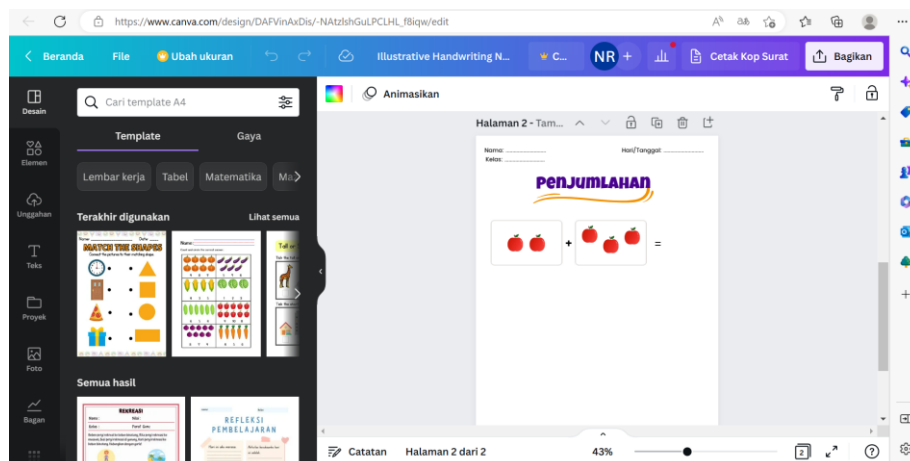 https://www.canva.com/design/DAFVinAxDis/-NAtzlshGuLPCLHL_f8iqw/edit
Beranda File Ubah ukuran Illustrative Handwriting N... C... NR + Cetak Kop Surat Bagikan
Desain
Elemen
Unggahan
Teks
Proyek
Foto
Bagan
Cari template A4
Template Gaya
Lembar kerja Tabel Matematika Ma
Terakhir digunakan Lihat semua
MATCH THE SHAPES
Semua hasil
REKREASI
REFLEKSI
PEMBELAJARAN
Animasikan
Halaman 2 - Tam...
Nama:
Kelas:
Hari/Tanggal:
PENJUMLAHAN
+ =
Catatan Halaman 2 dari 2 43% 2